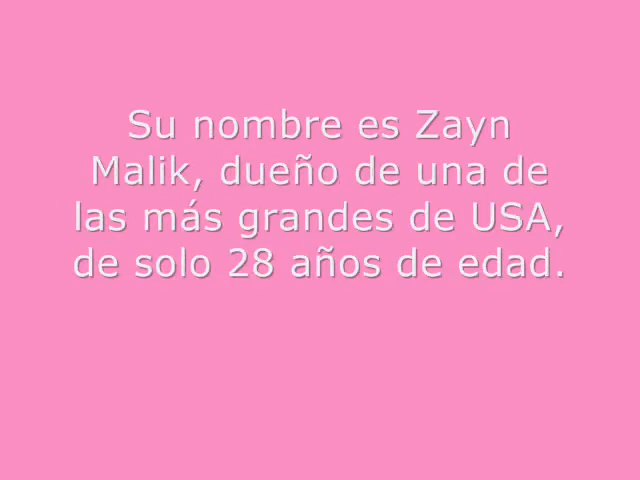 Su nombre es Zayn
Malik, dueño de una de
las más grandes de USA,
de solo 28 años de edad.